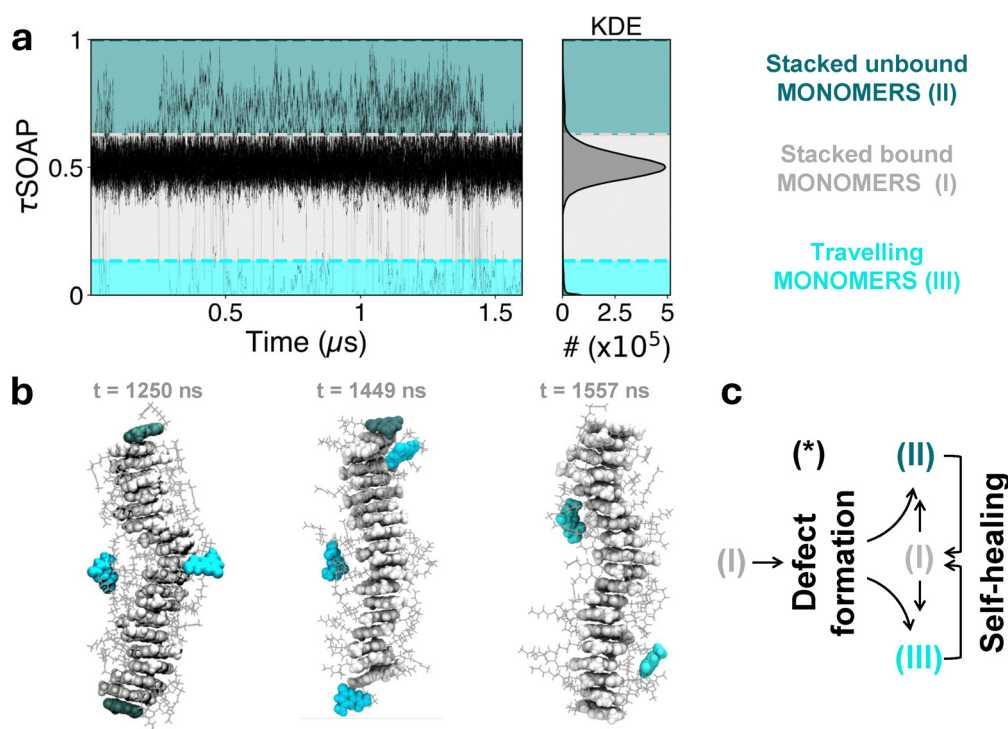 a
KDE
1
0.5
0
τSOAP
0.5
1
1.5
Time (μs)
0
2.5
5
# (x10⁵)
Stacked unbound
MONOMERS (II)
Stacked bound
MONOMERS (I)
Travelling
MONOMERS (III)
b
t = 1250 ns
t = 1449 ns
t = 1557 ns
c
(I)
(*)
Defect
formation
(II)
(I)
(III)
Self-healing